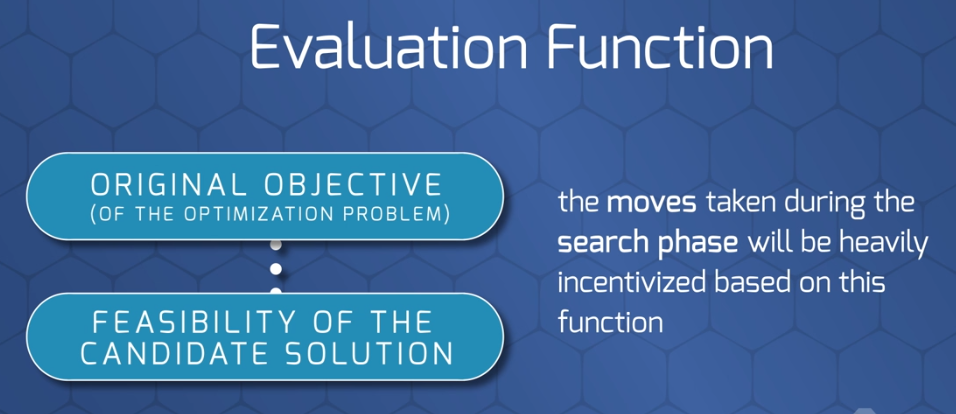 Evaluation Function
ORIGINAL OBJECTIVE
(OF THE OPTIMIZATION PROBLEM)
FEASIBILITY OF THE
CANDIDATE SOLUTION
the moves taken during the
search phase will be heavily
incentivized based on this
function